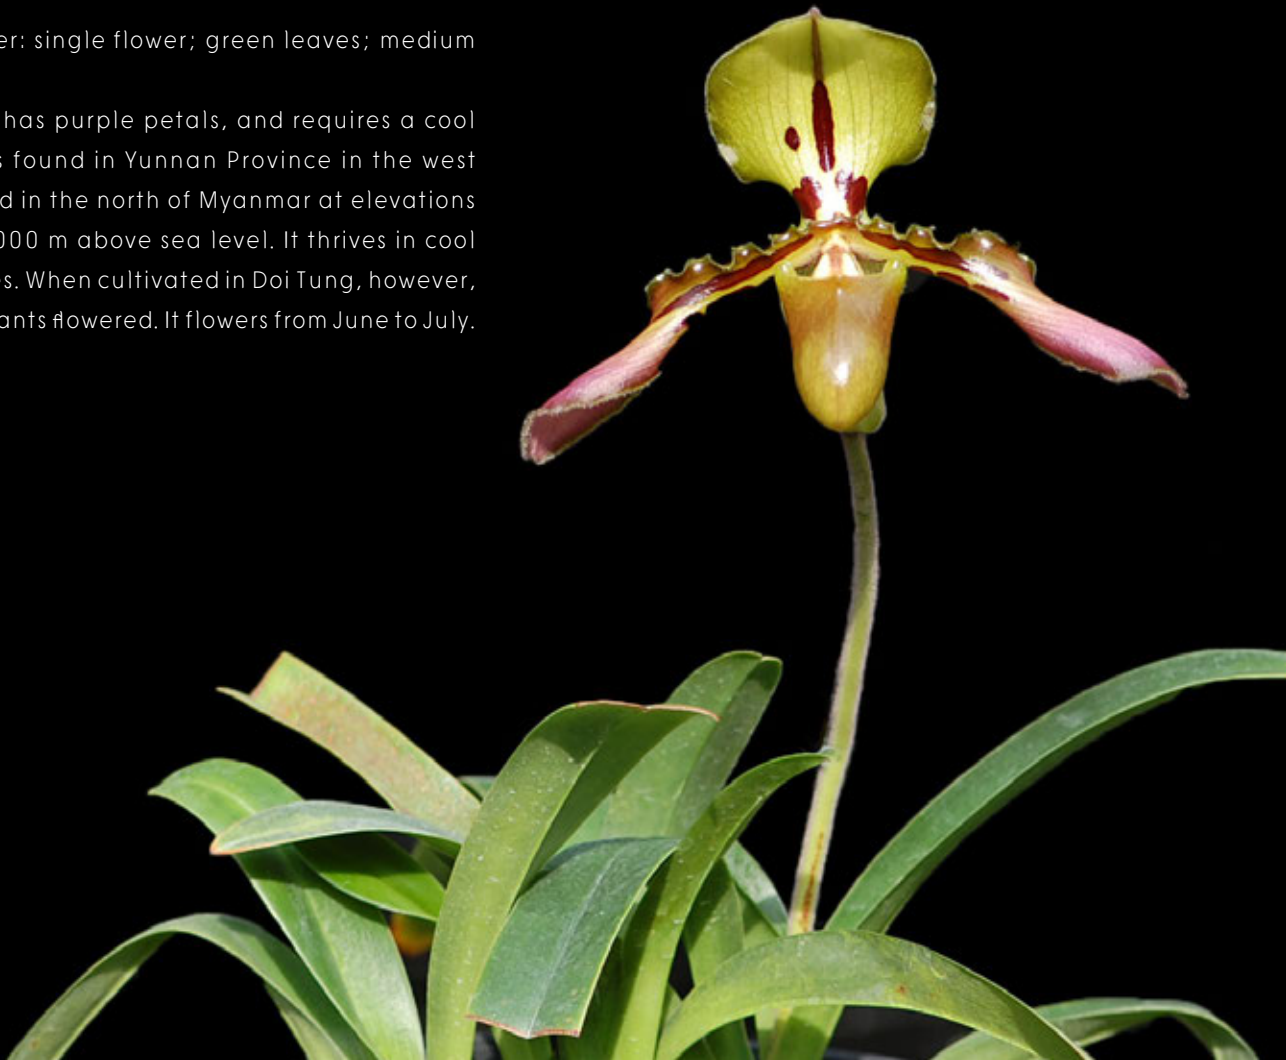 er: single flower; green leaves; medium
has purple petals, and requires a cool
s found in Yunnan Province in the west
d in the north of Myanmar at elevations
000 m above sea level. It thrives in cool
s. When cultivated in Doi Tung, however,
ants flowered. It flowers from June to July.